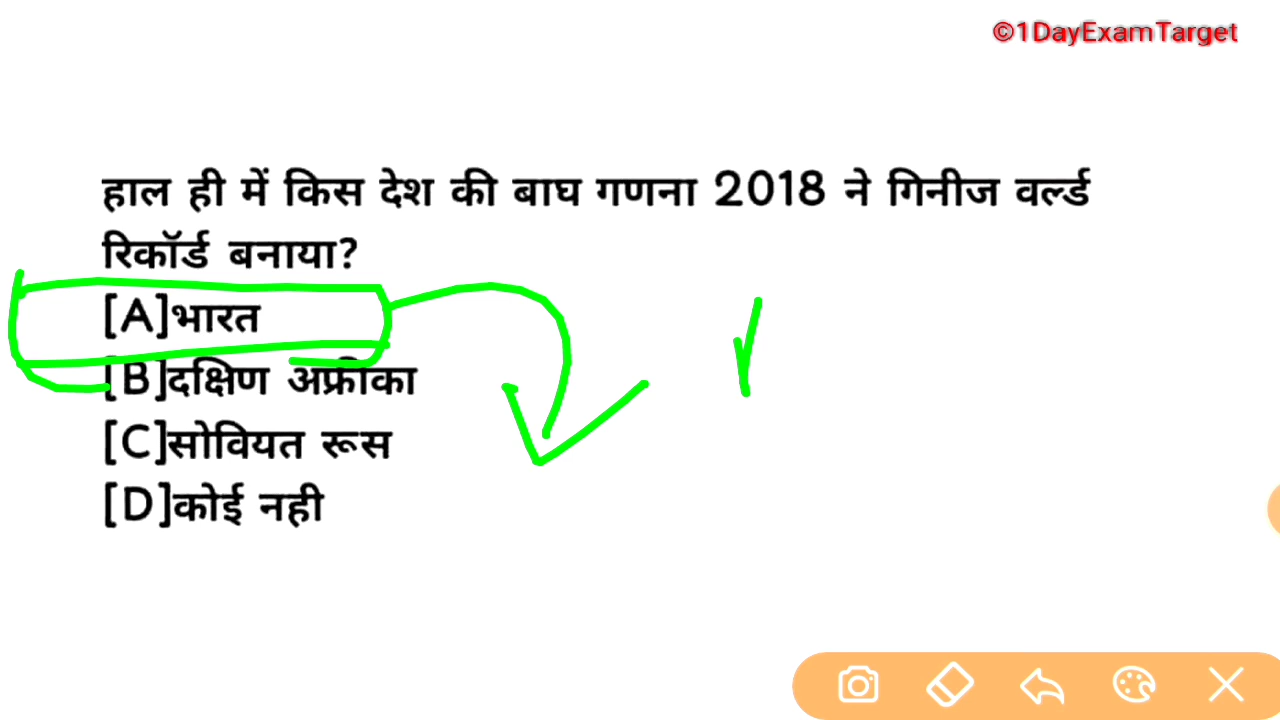 ©1DayExamTarget
हाल ही में किस देश की बाघ गणना 2018 ने गिनीज वर्ल्ड
रिकॉर्ड बनाया?
[A]भारत
[B]दक्षिण अफ्रीका
[C]सोवियत रूस
[D]कोई नही